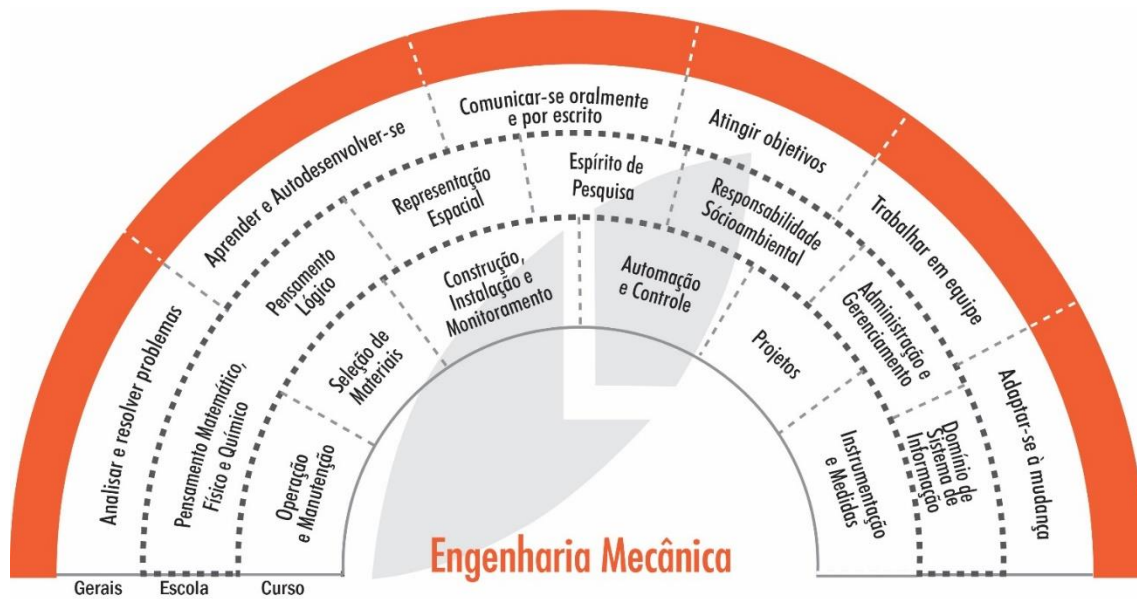 Analisar e resolver problemas
Aprender e Autodesenvolver-se
Comunicar-se oralmente
e por escrito
Atingir objetivos
Trabalhar em equipe
Adaptar-se à mudança
Pensamento Matemático,
Físico e Químico
Pensamento
Lógico
Representação
Espacial
Espírito de
Pesquisa
Responsabilidade
Sócioambiental
Administração e
Gerenciamento
Domínio de
Sistema de
Informação
Operação
e Manutenção
Seleção de
Materiais
Construção,
Instalação e
Monitoramento
Automação
e Controle
Projetos
Instrumentação
e Medidas
Engenharia Mecânica
Gerais
Escola
Curso